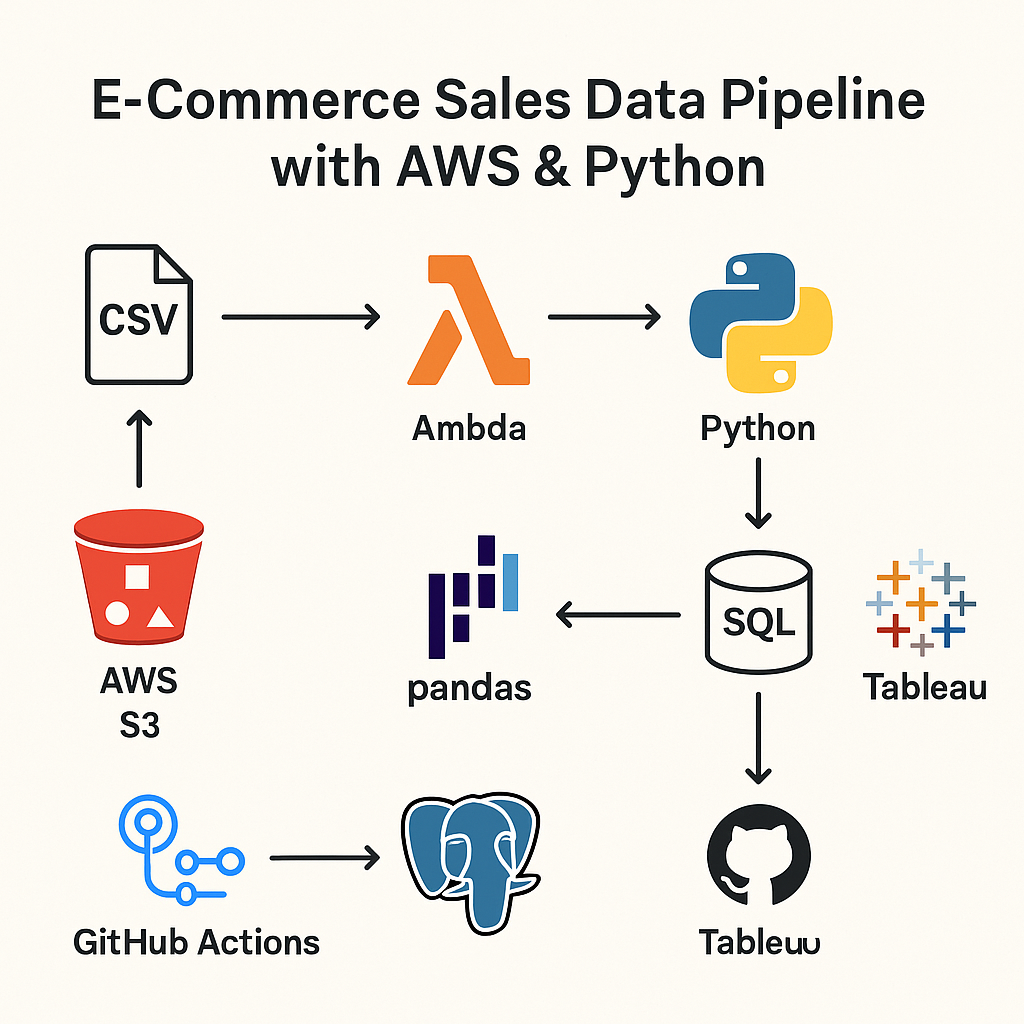 E-Commerce Sales Data Pipeline
with AWS & Python
CSV
Ambda
Python
AWS
S3
pandas
SQL
Tableau
GitHub Actions
Tableuu